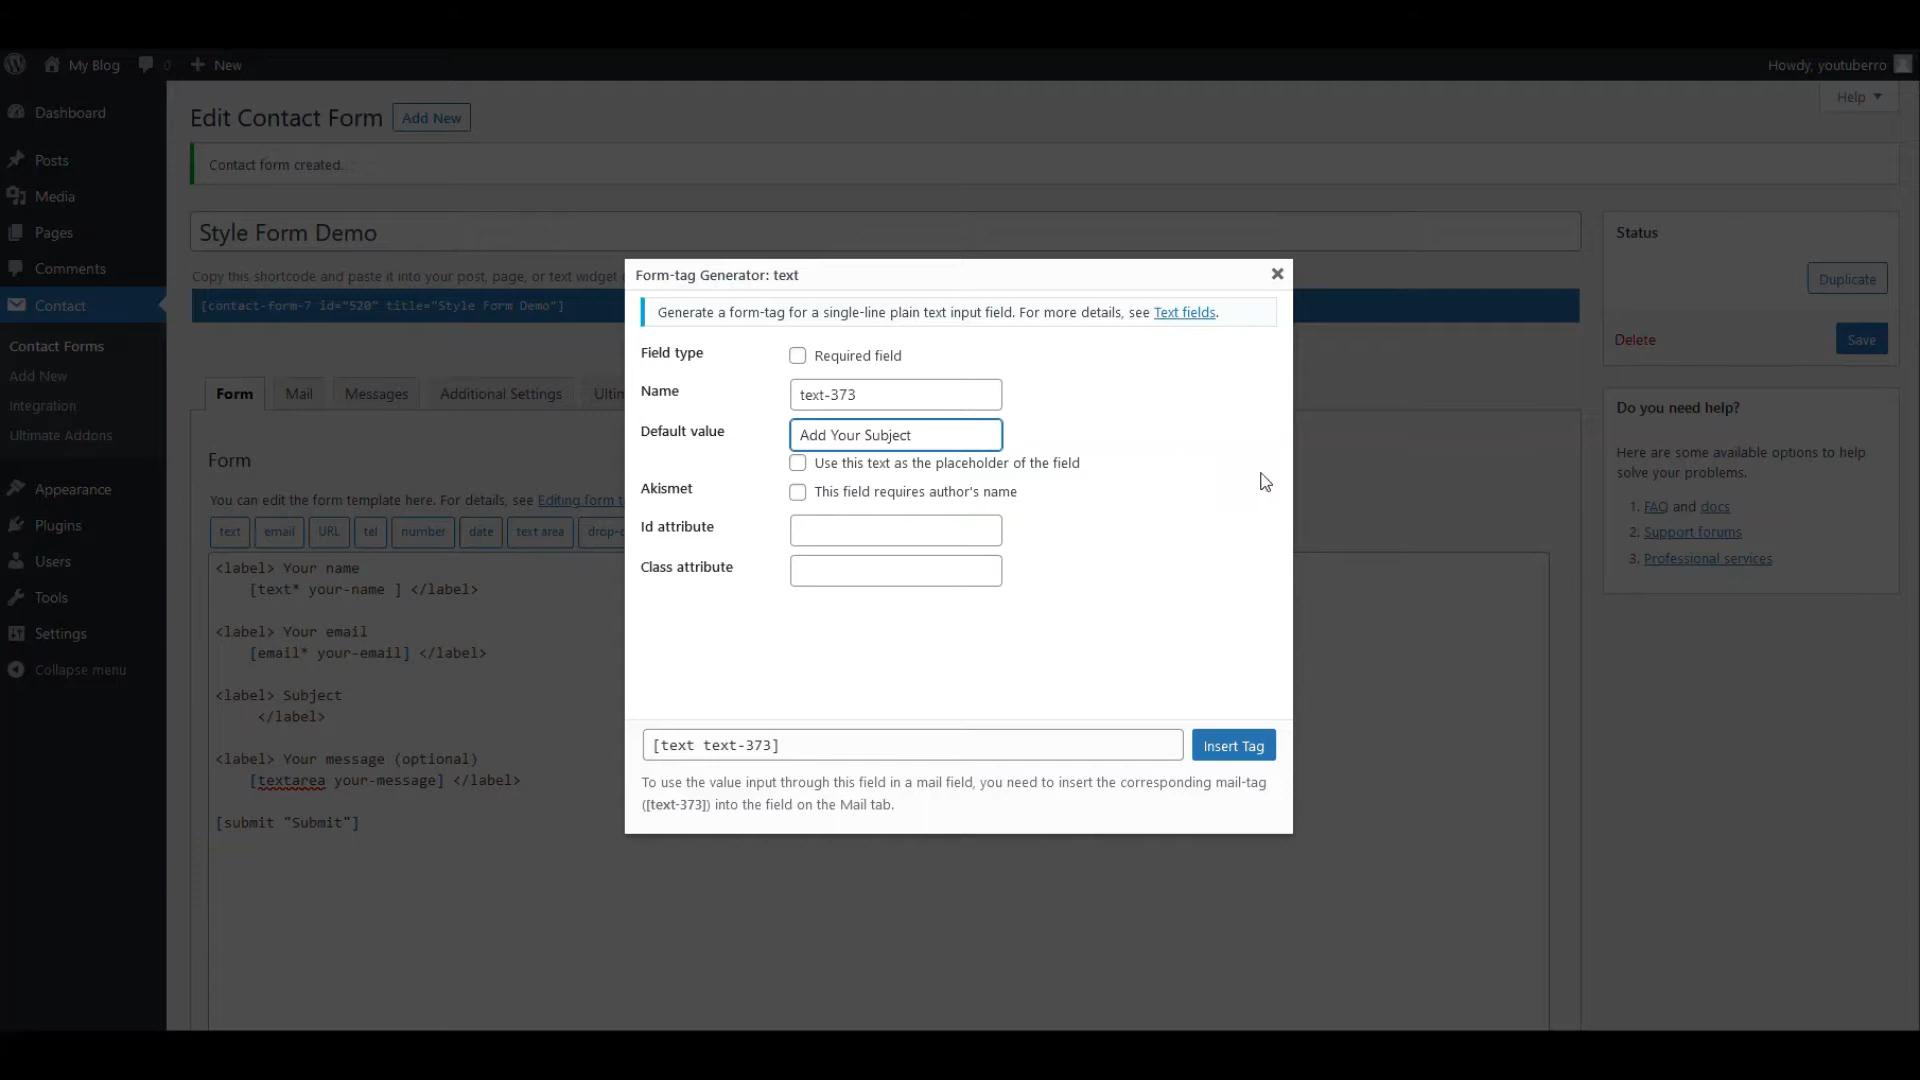 My Blog
0
New
Howdy, youtuberro
Dashboard
Posts
Media
Pages
Comments
Contact
Contact Forms
Add New
Integration
Ultimate Addons
Appearance
Plugins
Users
Tools
Settings
Collapse menu
Help
Edit Contact Form
Add New
Contact form created.
Style Form Demo
Copy this shortcode and paste it into your post, page, or text widget
[contact-form-7 id="520" title="Style Form Demo"]
Form
Mail
Messages
Additional Settings
Form
You can edit the form template here. For details, see Editing form
text
email
URL
tel
number
date
text area
<label> Your name
[text* your-name ] </label>
<label> Your email
[email* your-email] </label>
<label> Subject
</label>
<label> Your message (optional)
[textarea your-message] </label>
[submit "Submit"]
Form-tag Generator: text
Generate a form-tag for a single-line plain text input field. For more details, see Text fields.
Field type
Required field
Name
text-373
Default value
Add Your Subject
Use this text as the placeholder of the field
Akismet
This field requires author's name
Id attribute
Class attribute
[text text-373]
Insert Tag
To use the value input through this field in a mail field, you need to insert the corresponding mail-tag
([text-373]) into the field on the Mail tab.
Status
Duplicate
Delete
Save
Do you need help?
Here are some available options to help
solve your problems.
1. FAQ and docs
2. Support forums
3. Professional services